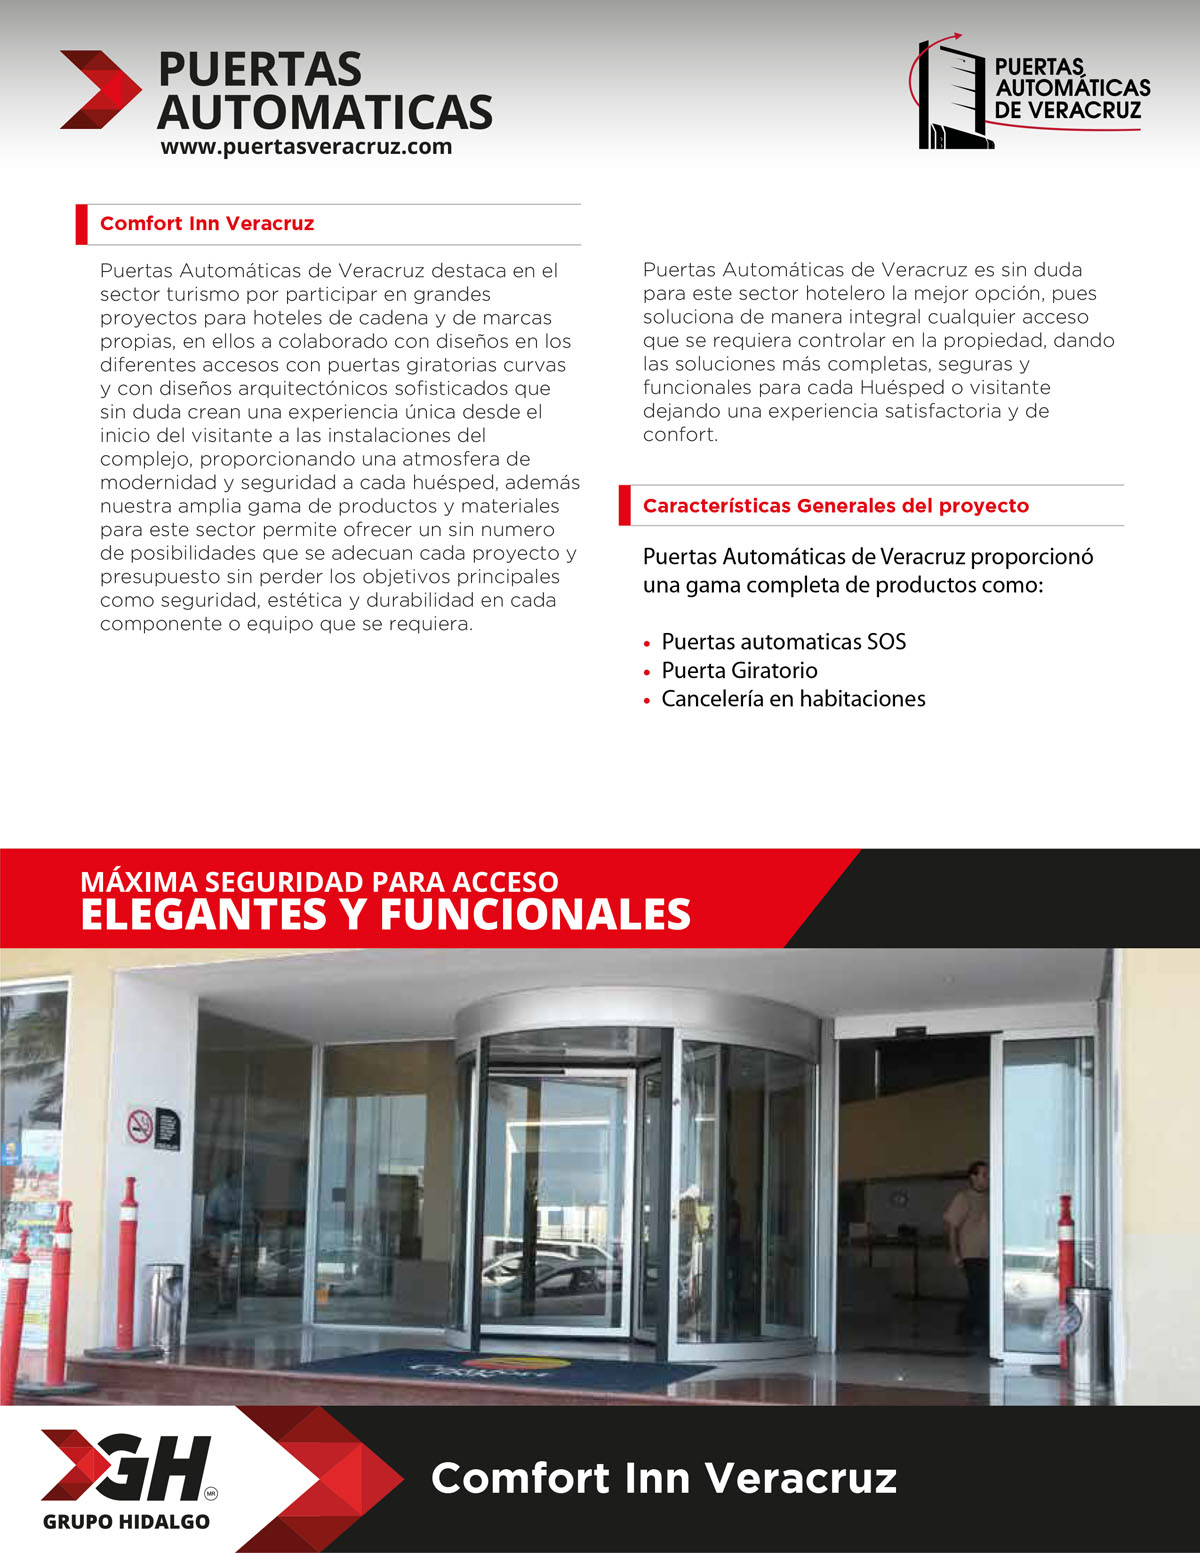 PUERTAS
AUTOMATICAS
www.puertasveracruz.com
PUERTAS
AUTOMÁTICAS
DE VERACRUZ
Comfort Inn Veracruz
Puertas Automáticas de Veracruz destaca en el
sector turismo por participar en grandes
proyectos para hoteles de cadena y de marcas
propias, en ellos a colaborado con diseños en los
diferentes accesos con puertas giratorias curvas
y con diseños arquitectónicos sofisticados que
sin duda crean una experiencia única desde el
inicio del visitante a las instalaciones del
complejo, proporcionando una atmosfera de
modernidad y seguridad a cada huésped, además
nuestra amplia gama de productos y materiales
para este sector permite ofrecer un sin numero
de posibilidades que se adecuan cada proyecto y
presupuesto sin perder los objetivos principales
como seguridad, estética y durabilidad en cada
componente o equipo que se requiera.
Puertas Automáticas de Veracruz es sin duda
para este sector hotelero la mejor opción, pues
soluciona de manera integral cualquier acceso
que se requiera controlar en la propiedad, dando
las soluciones más completas, seguras y
funcionales para cada Huésped o visitante
dejando una experiencia satisfactoria y de
confort.
Características Generales del proyecto
Puertas Automáticas de Veracruz proporcionó
una gama completa de productos como:
• Puertas automaticas SOS
• Puerta Giratorio
• Cancelería en habitaciones
MÁXIMA SEGURIDAD PARA ACCESO
ELEGANTES Y FUNCIONALES
COMFORT
INN
GH
MR
GRUPO HIDALGO
Comfort Inn Veracruz